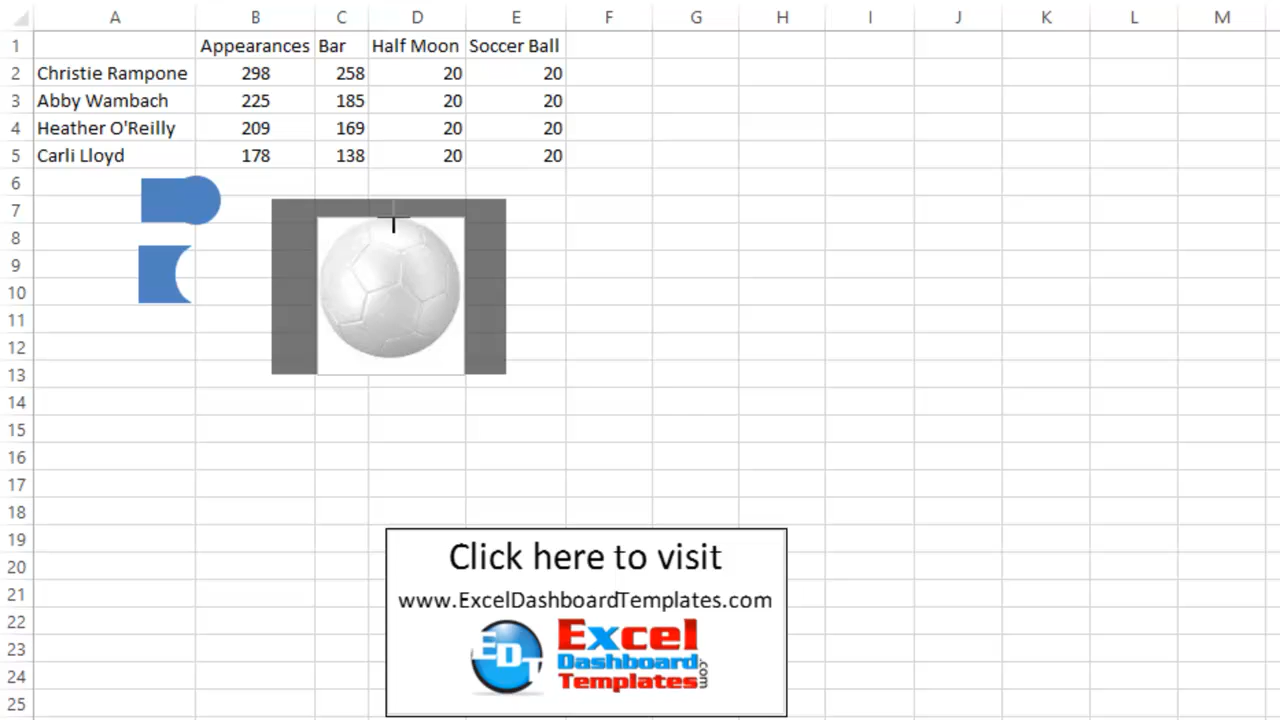 A B C D E F G H I J K L M
1 Appearances Bar Half Moon Soccer Ball
2 Christie Rampone 298 258 20 20
3 Abby Wambach 225 185 20 20
4 Heather O'Reilly 209 169 20 20
5 Carli Lloyd 178 138 20 20
6
7
8
9
10
11
12
13
14
15
16
17
18
19
20
21
22
23
24
25
Click here to visit
www.ExcelDashboardTemplates.com
EDT
Excel
Dashboard
Templates
.com